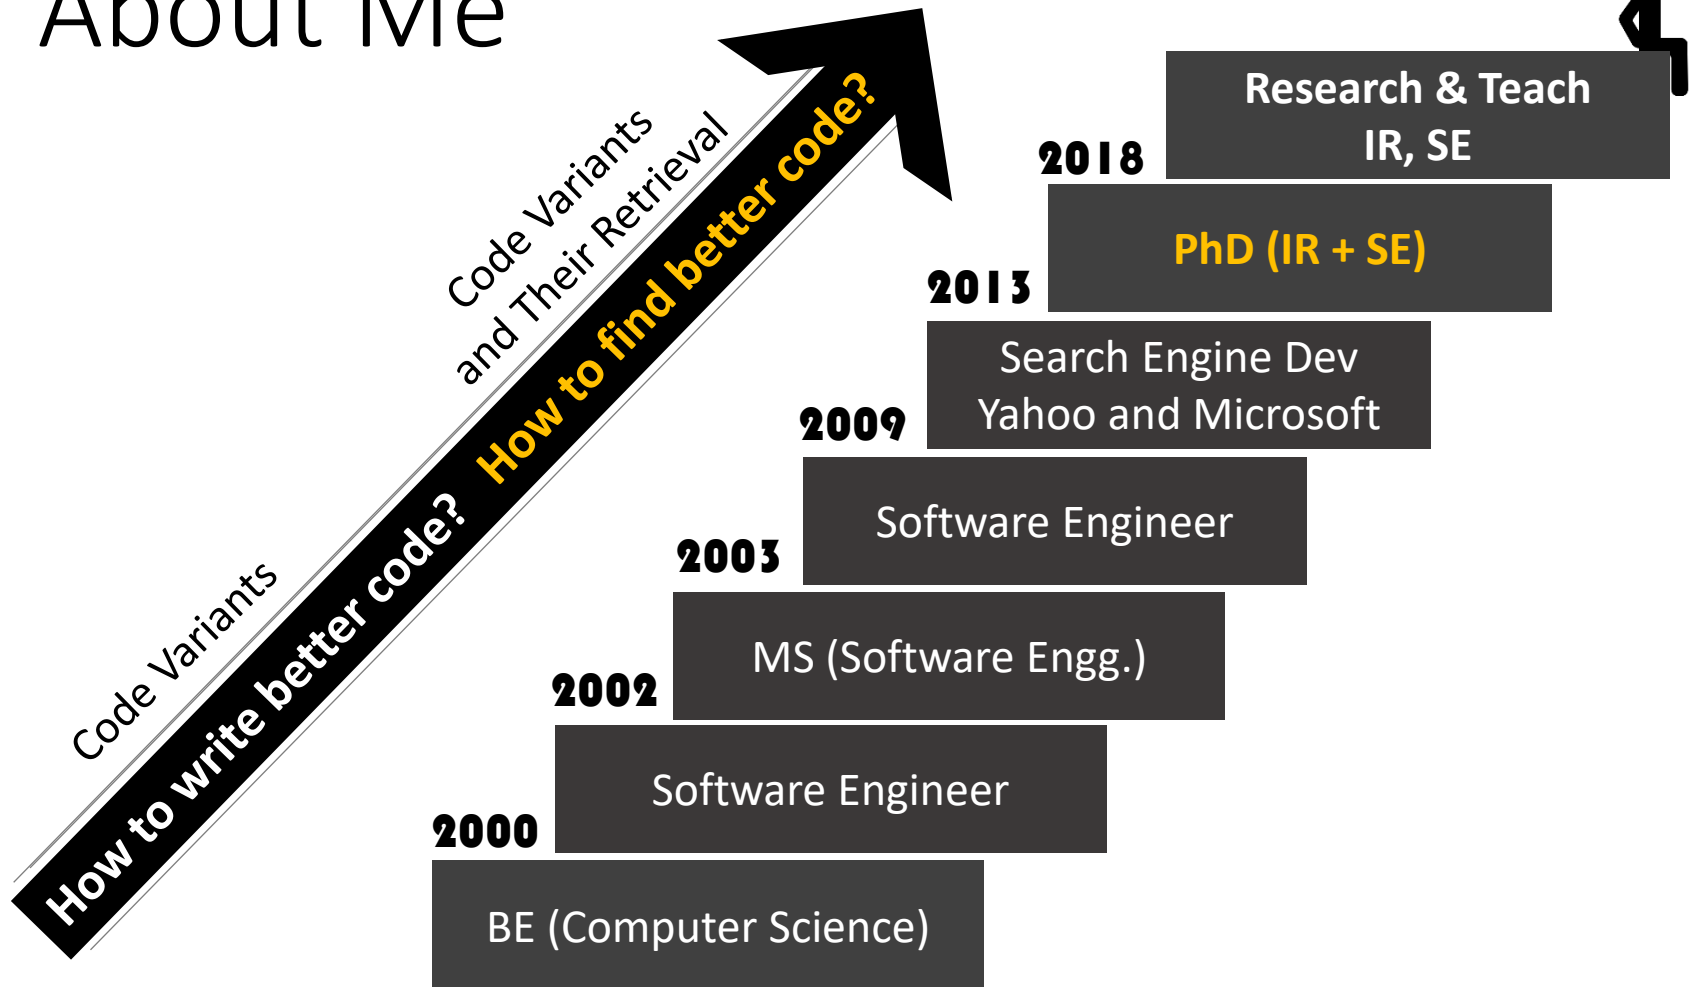 About Me
Code Variants
and Their Retrieval
Code Variants
How to write better code? How to find better code?
Research & Teach
IR, SE
2018
PhD (IR + SE)
2013
Search Engine Dev
Yahoo and Microsoft
2009
Software Engineer
2003
MS (Software Engg.)
2002
Software Engineer
2000
BE (Computer Science)